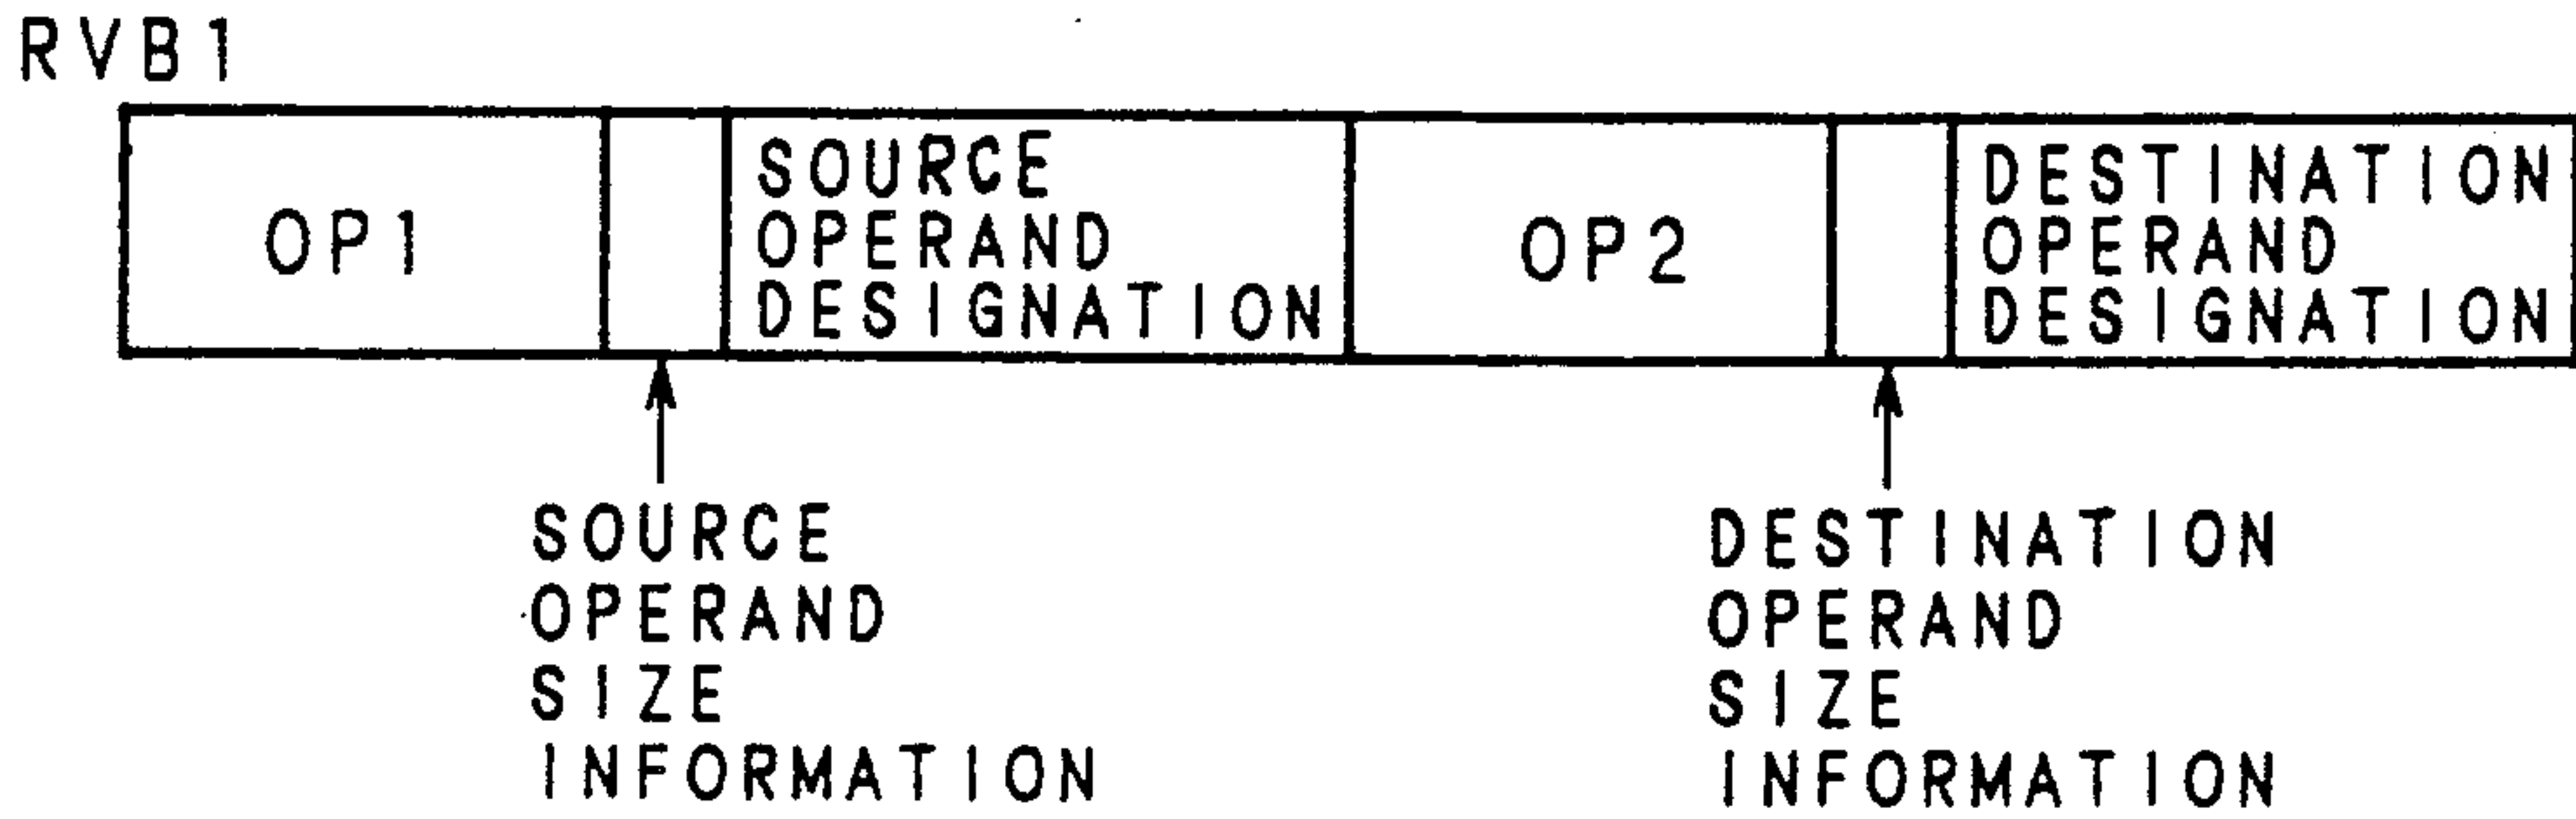 RVB1
OP1
SOURCE
OPERAND
DESIGNATION
OP2
DESTINATION
OPERAND
DESIGNATION
SOURCE
OPERAND
SIZE
INFORMATION
DESTINATION
OPERAND
SIZE
INFORMATION